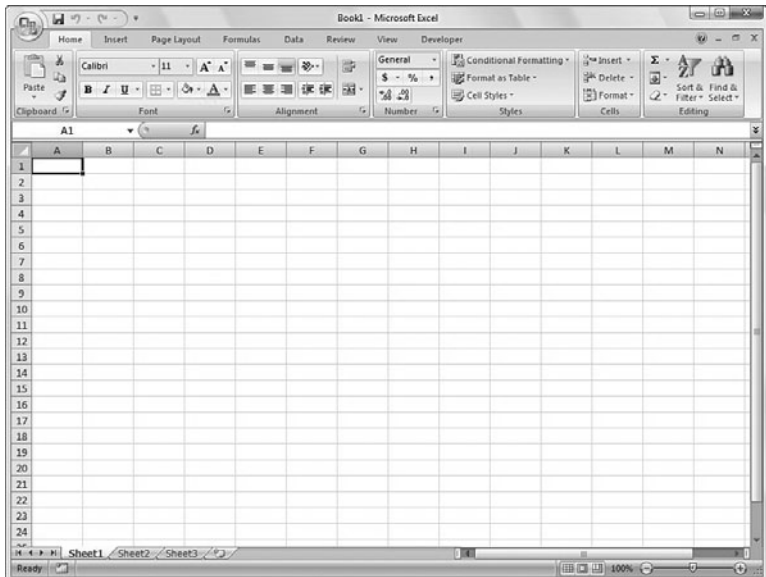 Book1 - Microsoft Excel
Home Insert Page Layout Formulas Data Review View Developer
Paste
Calibri 11 A A
B I U A
General
$ - % ,
Conditional Formatting
Format as Table
Cell Styles
Insert
Delete
Format
Σ
Sort & Filter
Find & Select
Clipboard Font Alignment Number Styles Cells Editing
A1 fx
A B C D E F G H I J K L M N
1
2
3
4
5
6
7
8
9
10
11
12
13
14
15
16
17
18
19
20
21
22
23
24
Sheet1 Sheet2 Sheet3
Ready 100%